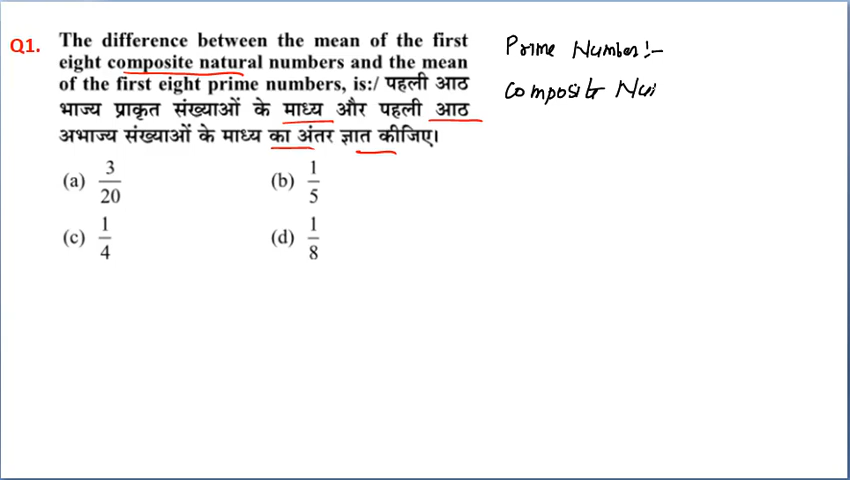 Q1. The difference between the mean of the first
eight composite natural numbers and the mean
of the first eight prime numbers, is:/ पहली आठ
भाज्य प्राकृत संख्याओं के माध्य और पहली आठ
अभाज्य संख्याओं के माध्य का अंतर ज्ञात कीजिए।
(a) 3/20 (b) 1/5
(c) 1/4 (d) 1/8
Prime Number:-
Composite